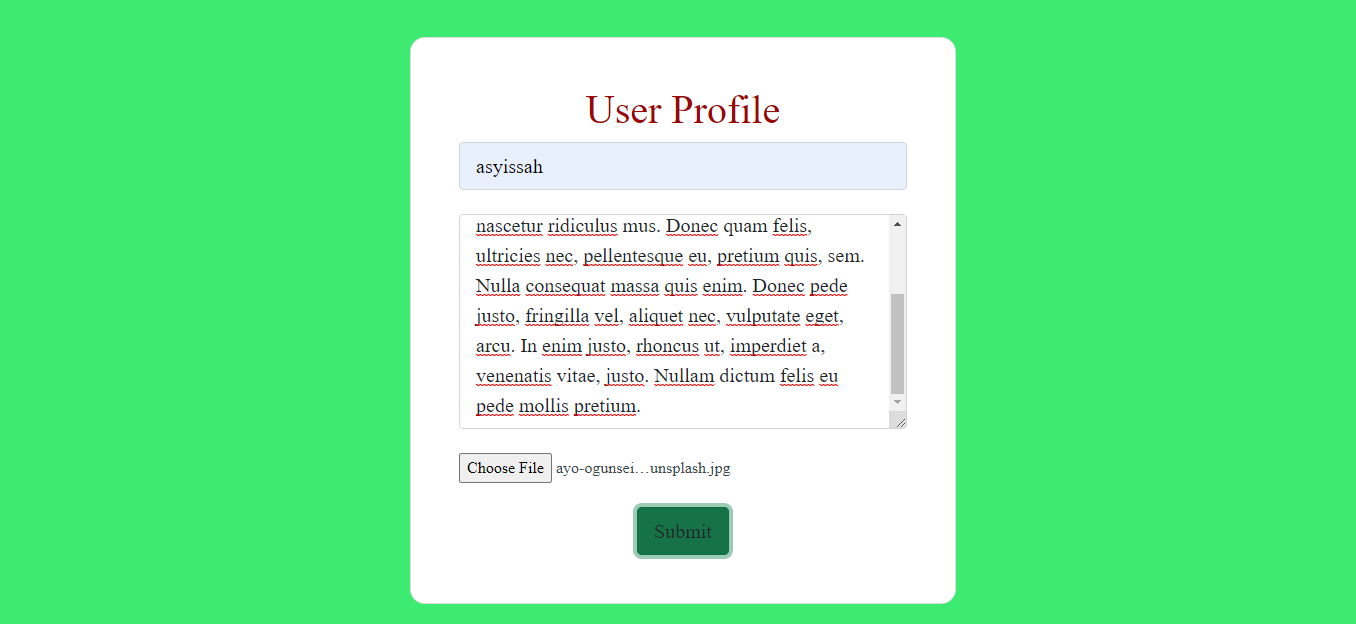 User Profile
asyissah
nascetur ridiculus mus. Donec quam felis,
ultricies nec, pellentesque eu, pretium quis, sem.
Nulla consequat massa quis enim. Donec pede
justo, fringilla vel, aliquet nec, vulputate eget,
arcu. In enim justo, rhoncus ut, imperdiet a,
venenatis vitae, justo. Nullam dictum felis eu
pede mollis pretium.
Choose File ayo-ogunsei…unsplash.jpg
Submit